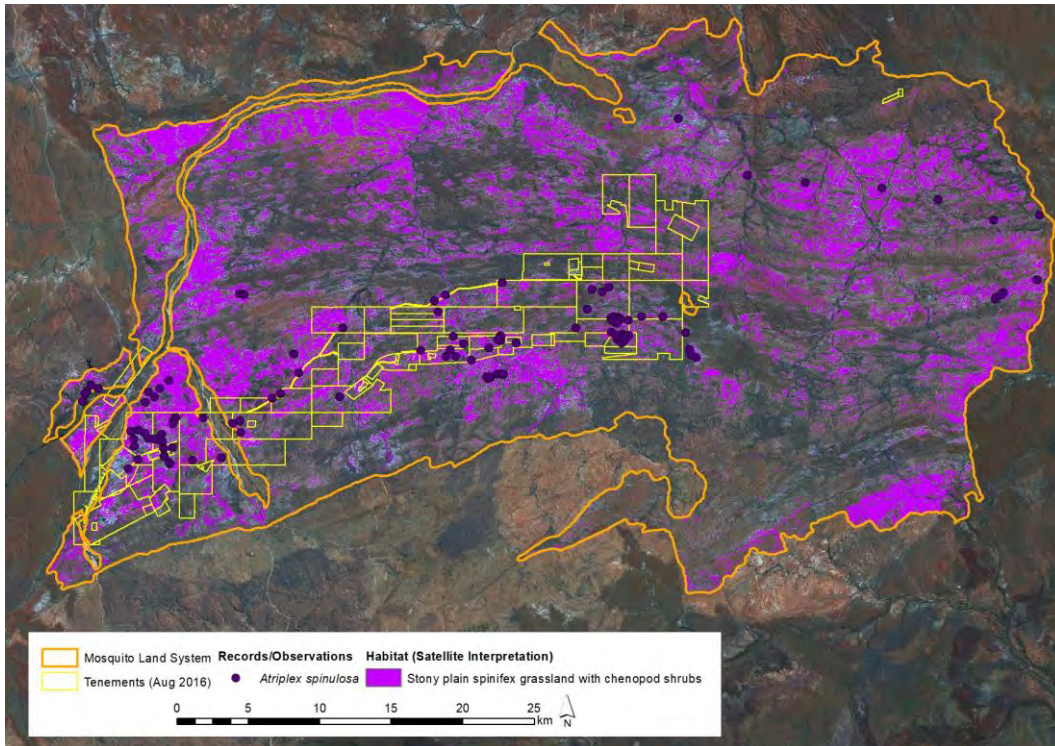 Mosquito Land System Records/Observations Habitat (Satellite Interpretation)
Tenements (Aug 2016) Atriplex spinulosa Stony plain spinifex grassland with chenopod shrubs
0 5 10 15 20 25
km
N